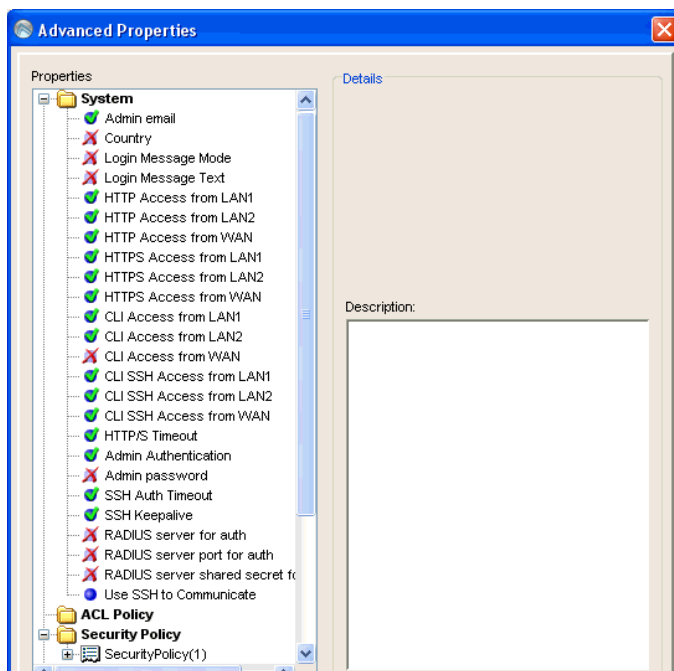 Advanced Properties
Properties
System
Admin email
Country
Login Message Mode
Login Message Text
HTTP Access from LAN1
HTTP Access from LAN2
HTTP Access from WAN
HTTPS Access from LAN1
HTTPS Access from LAN2
HTTPS Access from WAN
CLI Access from LAN1
CLI Access from LAN2
CLI Access from WAN
CLI SSH Access from LAN1
CLI SSH Access from LAN2
CLI SSH Access from WAN
HTTP/S Timeout
Admin Authentication
Admin password
SSH Auth Timeout
SSH Keepalive
RADIUS server for auth
RADIUS server port for auth
RADIUS server shared secret fo
Use SSH to Communicate
ACL Policy
Security Policy
SecurityPolicy(1)
Details
Description: